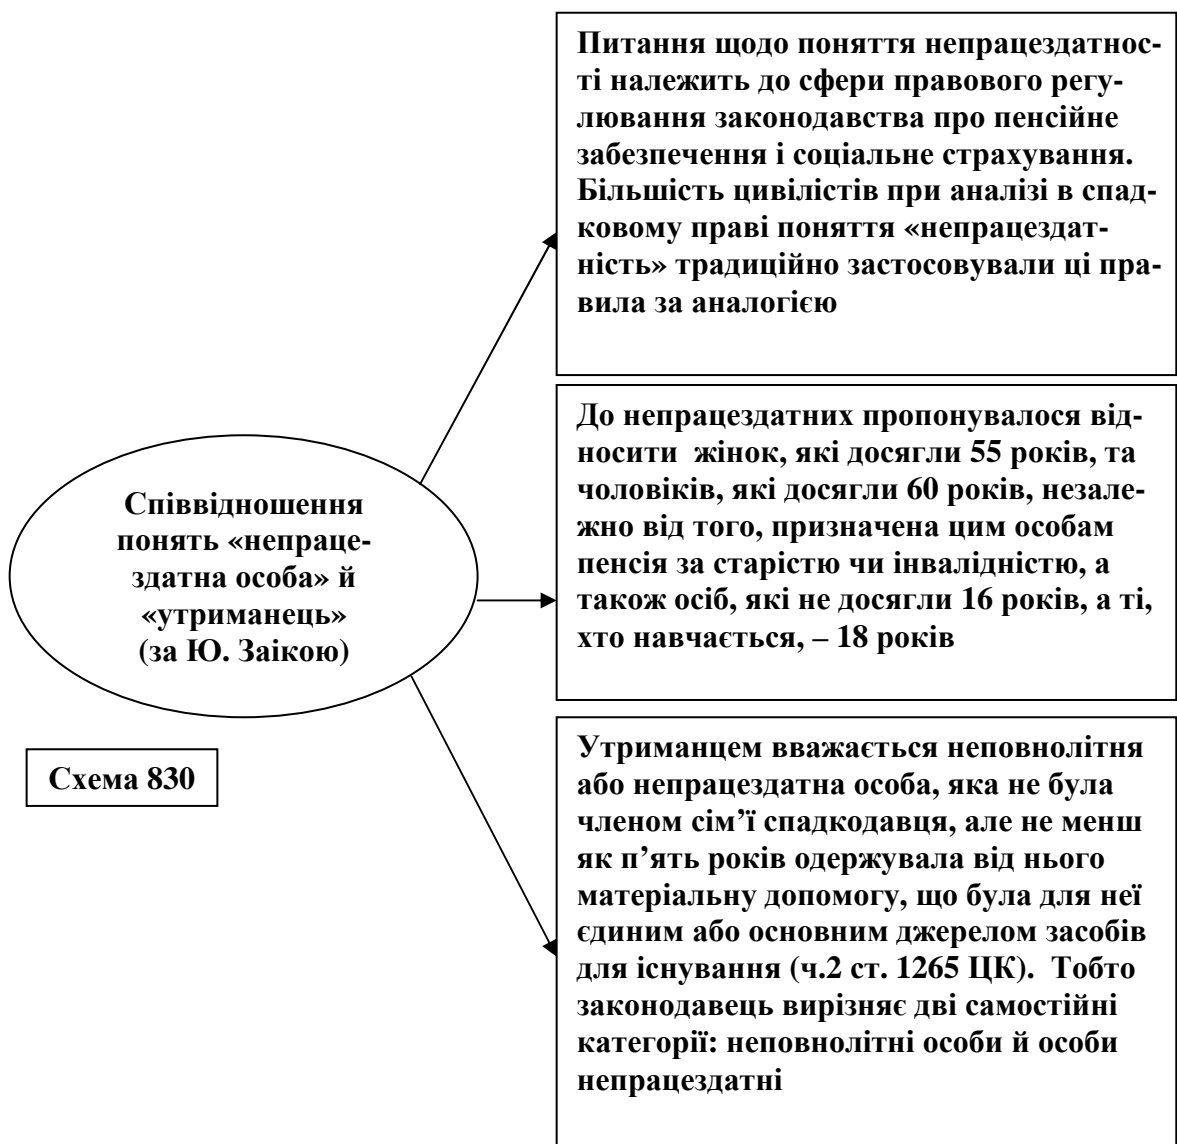 Питання щодо поняття непрацездатнос-
ті належить до сфери правового регу-
лювання законодавства про пенсійне
забезпечення і соціальне страхування.
Більшість цивілістів при аналізі в спад-
ковому праві поняття «непрацездат-
ність» традиційно застосовували ці пра-
вила за аналогією
До непрацездатних пропонувалося від-
носити жінок, які досягли 55 років, та
чоловіків, які досягли 60 років, незале-
жно від того, призначена цим особам
пенсія за старістю чи інвалідністю, а
також осіб, які не досягли 16 років, а ті,
хто навчається, – 18 років
Співвідношення
понять «непраце-
здатна особа» й
«утриманець»
(за Ю. Заікою)
Утриманцем вважається неповнолітня
або непрацездатна особа, яка не була
членом сім’ї спадкодавця, але не менш
як п’ять років одержувала від нього
матеріальну допомогу, що була для неї
єдиним або основним джерелом засобів
для існування (ч.2 ст. 1265 ЦК). Тобто
законодавець вирізняє дві самостійні
категорії: неповнолітні особи й особи
непрацездатні
Схема 830